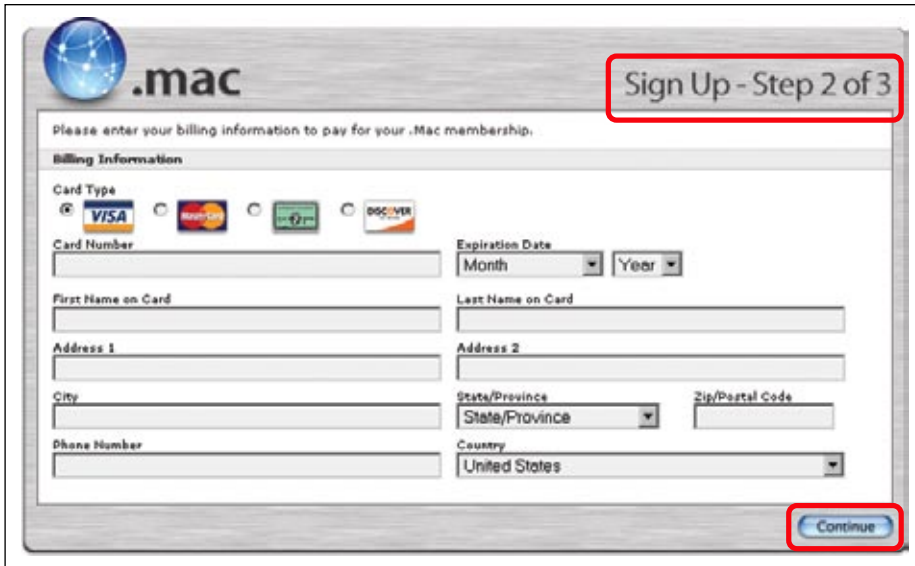 .mac
Sign Up - Step 2 of 3
Please enter your billing information to pay for your .Mac membership.
Billing Information
Card Type
VISA MasterCard DISCOVER
Card Number Expiration Date
Month Year
First Name on Card Last Name on Card
Address 1 Address 2
City State/Province Zip/Postal Code
State/Province
Phone Number Country
United States
Continue